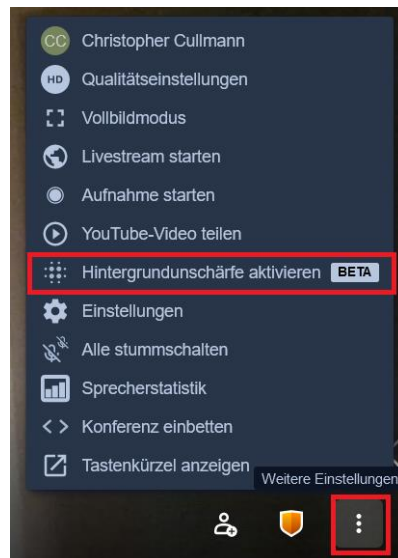 CC Christopher Cullmann
HD Qualitätseinstellungen
Vollbildmodus
Livestream starten
Aufnahme starten
YouTube-Video teilen
Hintergrundunschärfe aktivieren BETA
Einstellungen
Alle stummschalten
Sprecherstatistik
Konferenz einbetten
Tastenkürzel anzeigen
Weitere Einstellungen